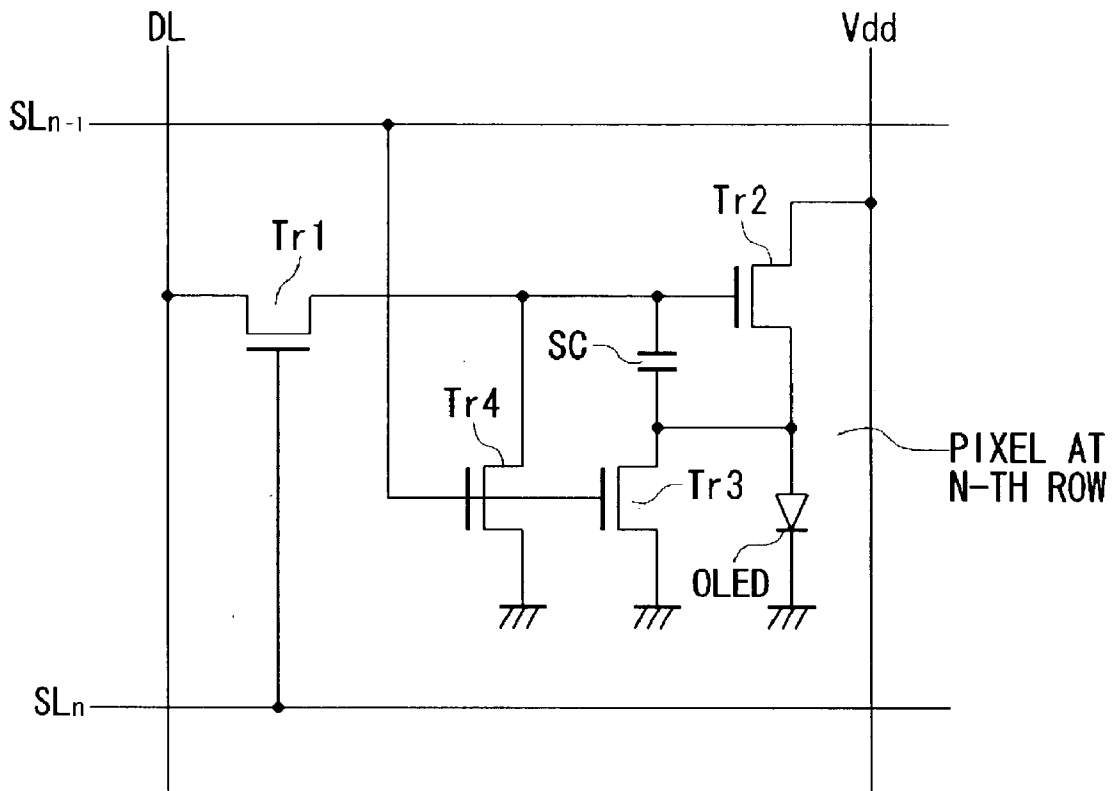 DL
Vdd
SLn-1
Tr2
Tr1
SC
Tr4
PIXEL AT
N-TH ROW
Tr3
OLED
SLn